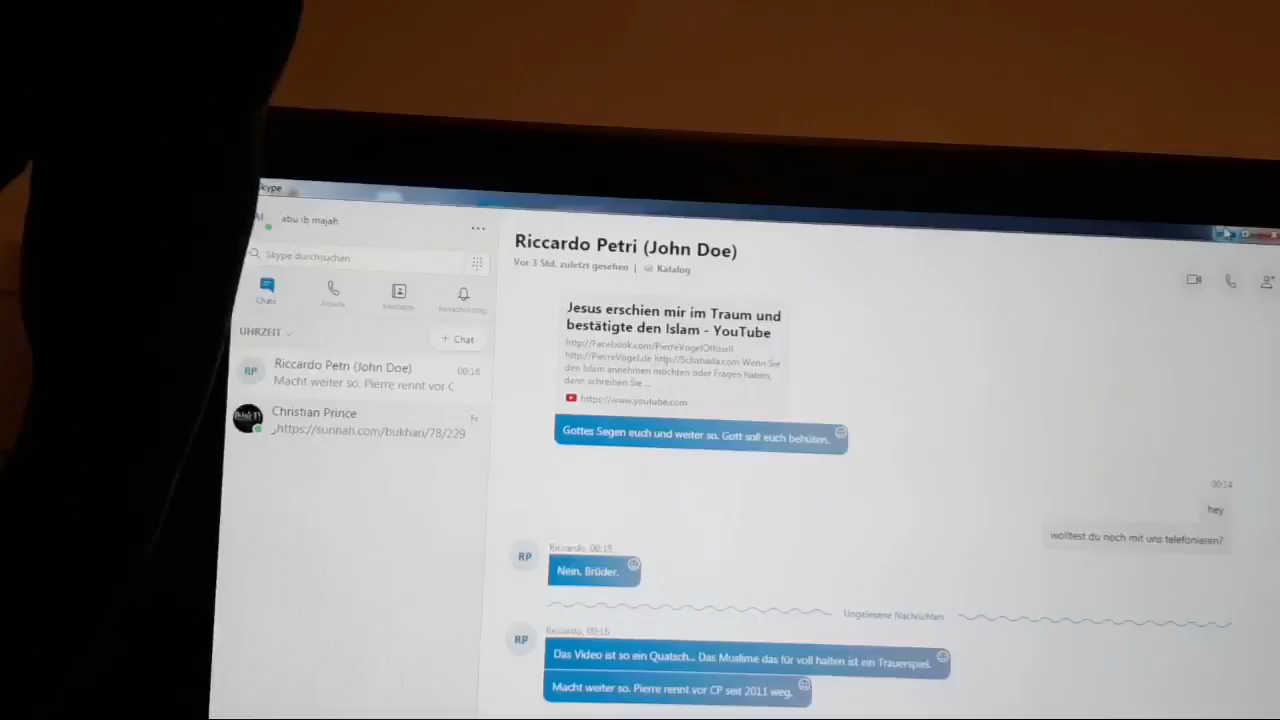 kype
abu ib majah
Skype durchsuchen
Chats
Anrufe
Kontakte
UHRZEIT
+ Chat
RP
Riccardo Petri (John Doe)
00:16
Macht weiter so. Pierre rennt vor C
Christian Prince
Fr
https://sunnah.com/bukhari/78/229
Riccardo Petri (John Doe)
Vor 3 Std. zuletzt gesehen | Katalog
Jesus erschien mir im Traum und
bestätigte den Islam - YouTube
http://Facebook.com/PierreVogelOffiziell
http://PierreVogel.de http://Schahada.com Wenn Sie
den Islam annehmen möchten oder Fragen haben,
dann schreiben Sie ...
https://www.youtube.com
Gottes Segen euch und weiter so. Gott soll euch behüten.
00:14
hey
wolltest du noch mit uns telefonieren?
Riccardo, 00:15
RP
Nein, Brüder.
Ungelesene Nachrichten
Riccardo, 00:16
RP
Das Video ist so ein Quatsch... Das Muslime das für voll halten ist ein Trauerspiel.
Macht weiter so. Pierre rennt vor CP seit 2011 weg.